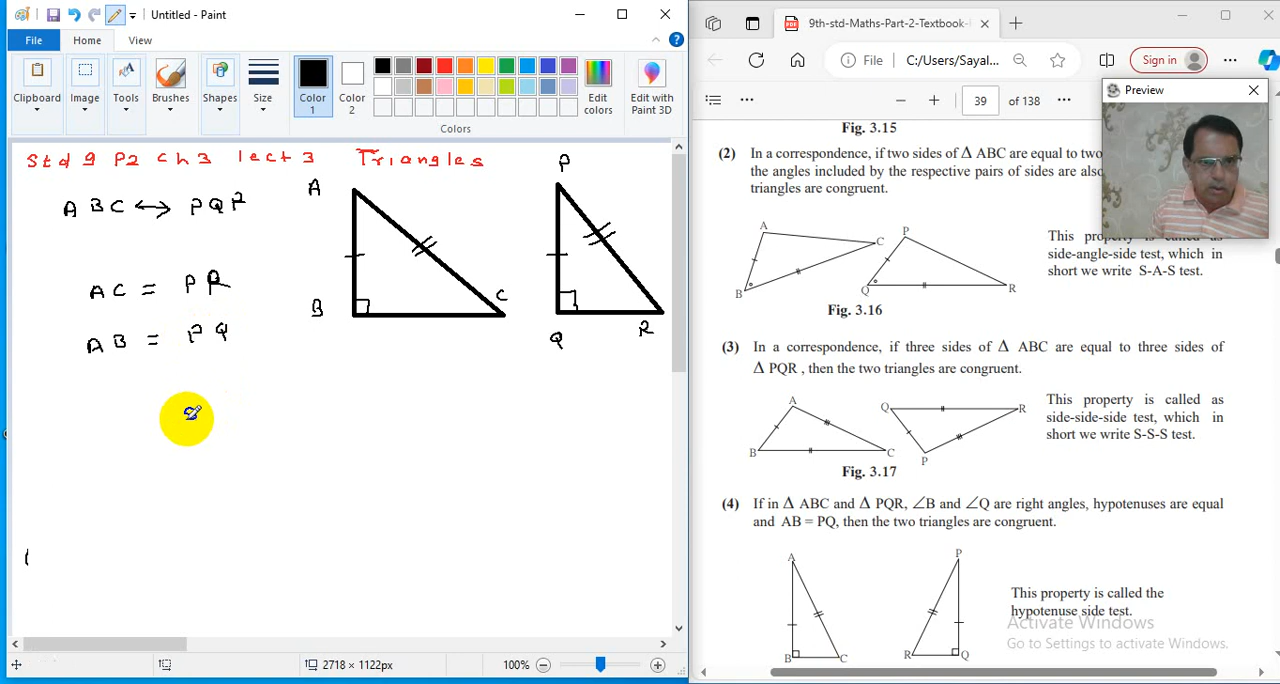 Untitled - Paint
File Home View
Clipboard
Image
Tools
Brushes
Shapes
Size
Color 1
Color 2
Edit colors
Edit with Paint 3D
Colors
Std 9 P2 Ch 3 lect 3 Triangles
A B C ↔ P Q R
A C = P R
A B = P Q
A
B
C
P
Q
R
100%
2718 × 1122px
9th-std-Maths-Part-2-Textbook-
File C:/Users/Sayal...
Sign in
39 of 138
Preview
Fig. 3.15
(2) In a correspondence, if two sides of Δ ABC are equal to two
the angles included by the respective pairs of sides are also
triangles are congruent.
A
B
C
P
Q
R
This property is called as
side-angle-side test, which in
short we write S-A-S test.
Fig. 3.16
(3) In a correspondence, if three sides of Δ ABC are equal to three sides of
Δ PQR , then the two triangles are congruent.
A
B
C
Q
R
P
This property is called as
side-side-side test, which in
short we write S-S-S test.
Fig. 3.17
(4) If in Δ ABC and Δ PQR, ∠B and ∠Q are right angles, hypotenuses are equal
and AB = PQ, then the two triangles are congruent.
A
B
C
P
R
Q
This property is called the
hypotenuse side test.
Activate Windows
Go to Settings to activate Windows.